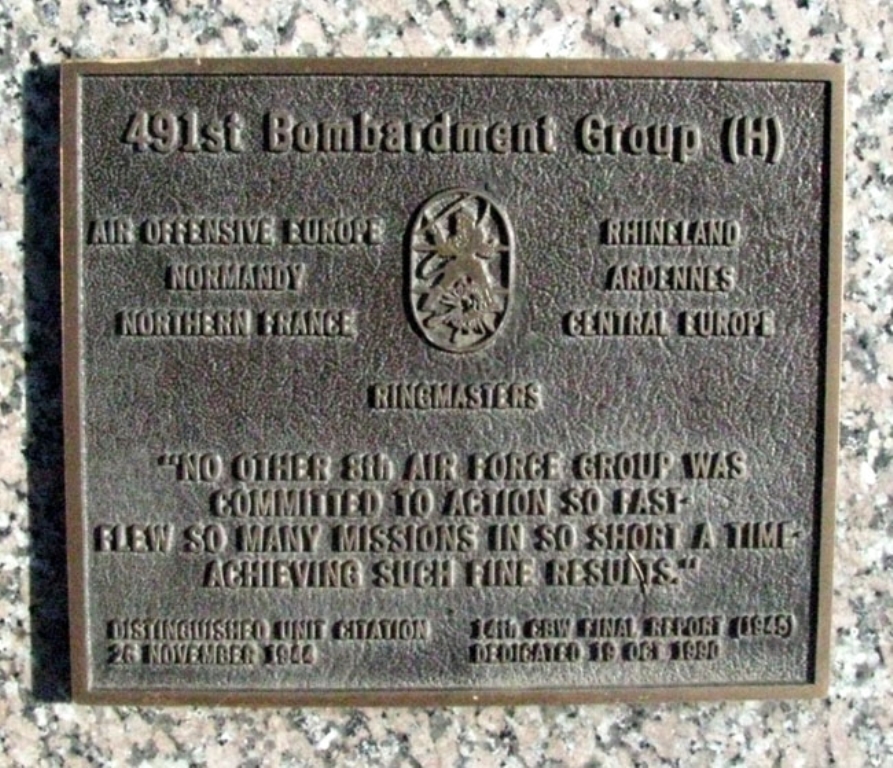 491st Bombardment Group (H)
AIR OFFENSIVE EUROPE
NORMANDY
NORTHERN FRANCE
RHINELAND
ARDENNES
CENTRAL EUROPE
RINGMASTERS
"NO OTHER 8th AIR FORCE GROUP WAS
COMMITTED TO ACTION SO FAST-
FLEW SO MANY MISSIONS IN SO SHORT A TIME-
ACHIEVING SUCH FINE RESULTS."
DISTINGUISHED UNIT CITATION
26 NOVEMBER 1944
14th CBW FINAL REPORT (1945)
DEDICATED 19 OCT 1990